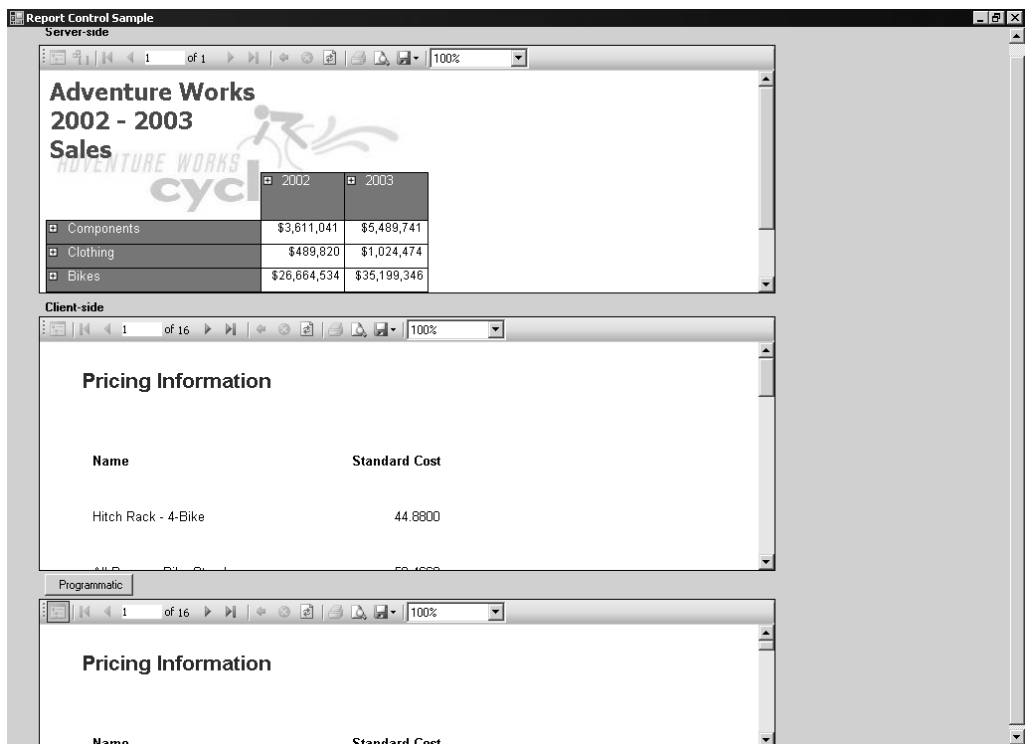 Report Control Sample
Server-side
1 of 1 100%
Adventure Works
2002 - 2003
Sales
ADVENTURE WORKS
cycl
2002 2003
Components $3,611,041 $5,489,741
Clothing $489,820 $1,024,474
Bikes $26,664,534 $35,199,346
Client-side
1 of 16 100%
Pricing Information
Name Standard Cost
Hitch Rack - 4-Bike 44.8800
Programmatic
1 of 16 100%
Pricing Information
Name Standard Cost